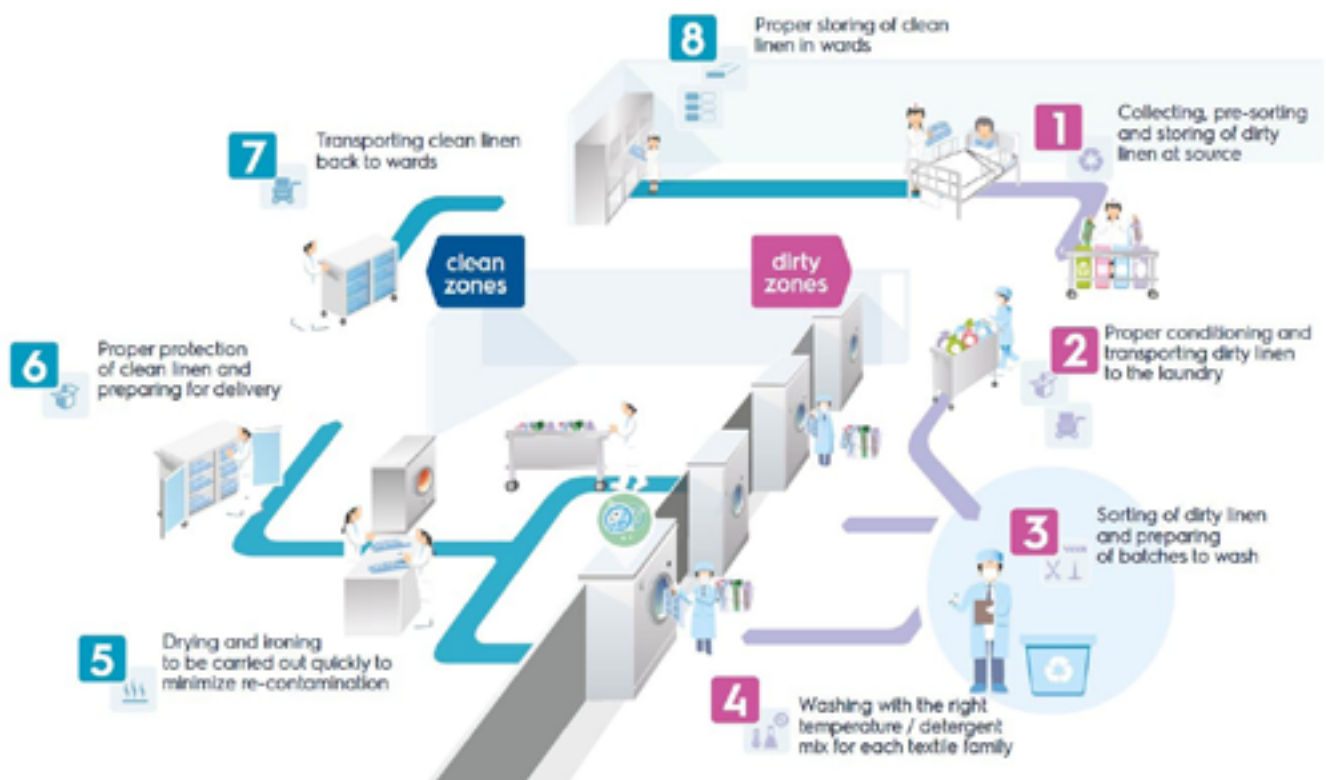 8
Proper storing of clean
linen in wards
1
Collecting, pre-sorting
and storing of dirty
linen at source
7
Transporting clean linen
back to wards
clean
zones
dirty
zones
2
Proper conditioning and
transporting dirty linen
to the laundry
6
Proper protection
of clean linen and
preparing for delivery
3
Sorting of dirty linen
and preparing
of batches to wash
5
Drying and ironing
to be carried out quickly to
minimize re-contamination
4
Washing with the right
temperature / detergent
mix for each textile family